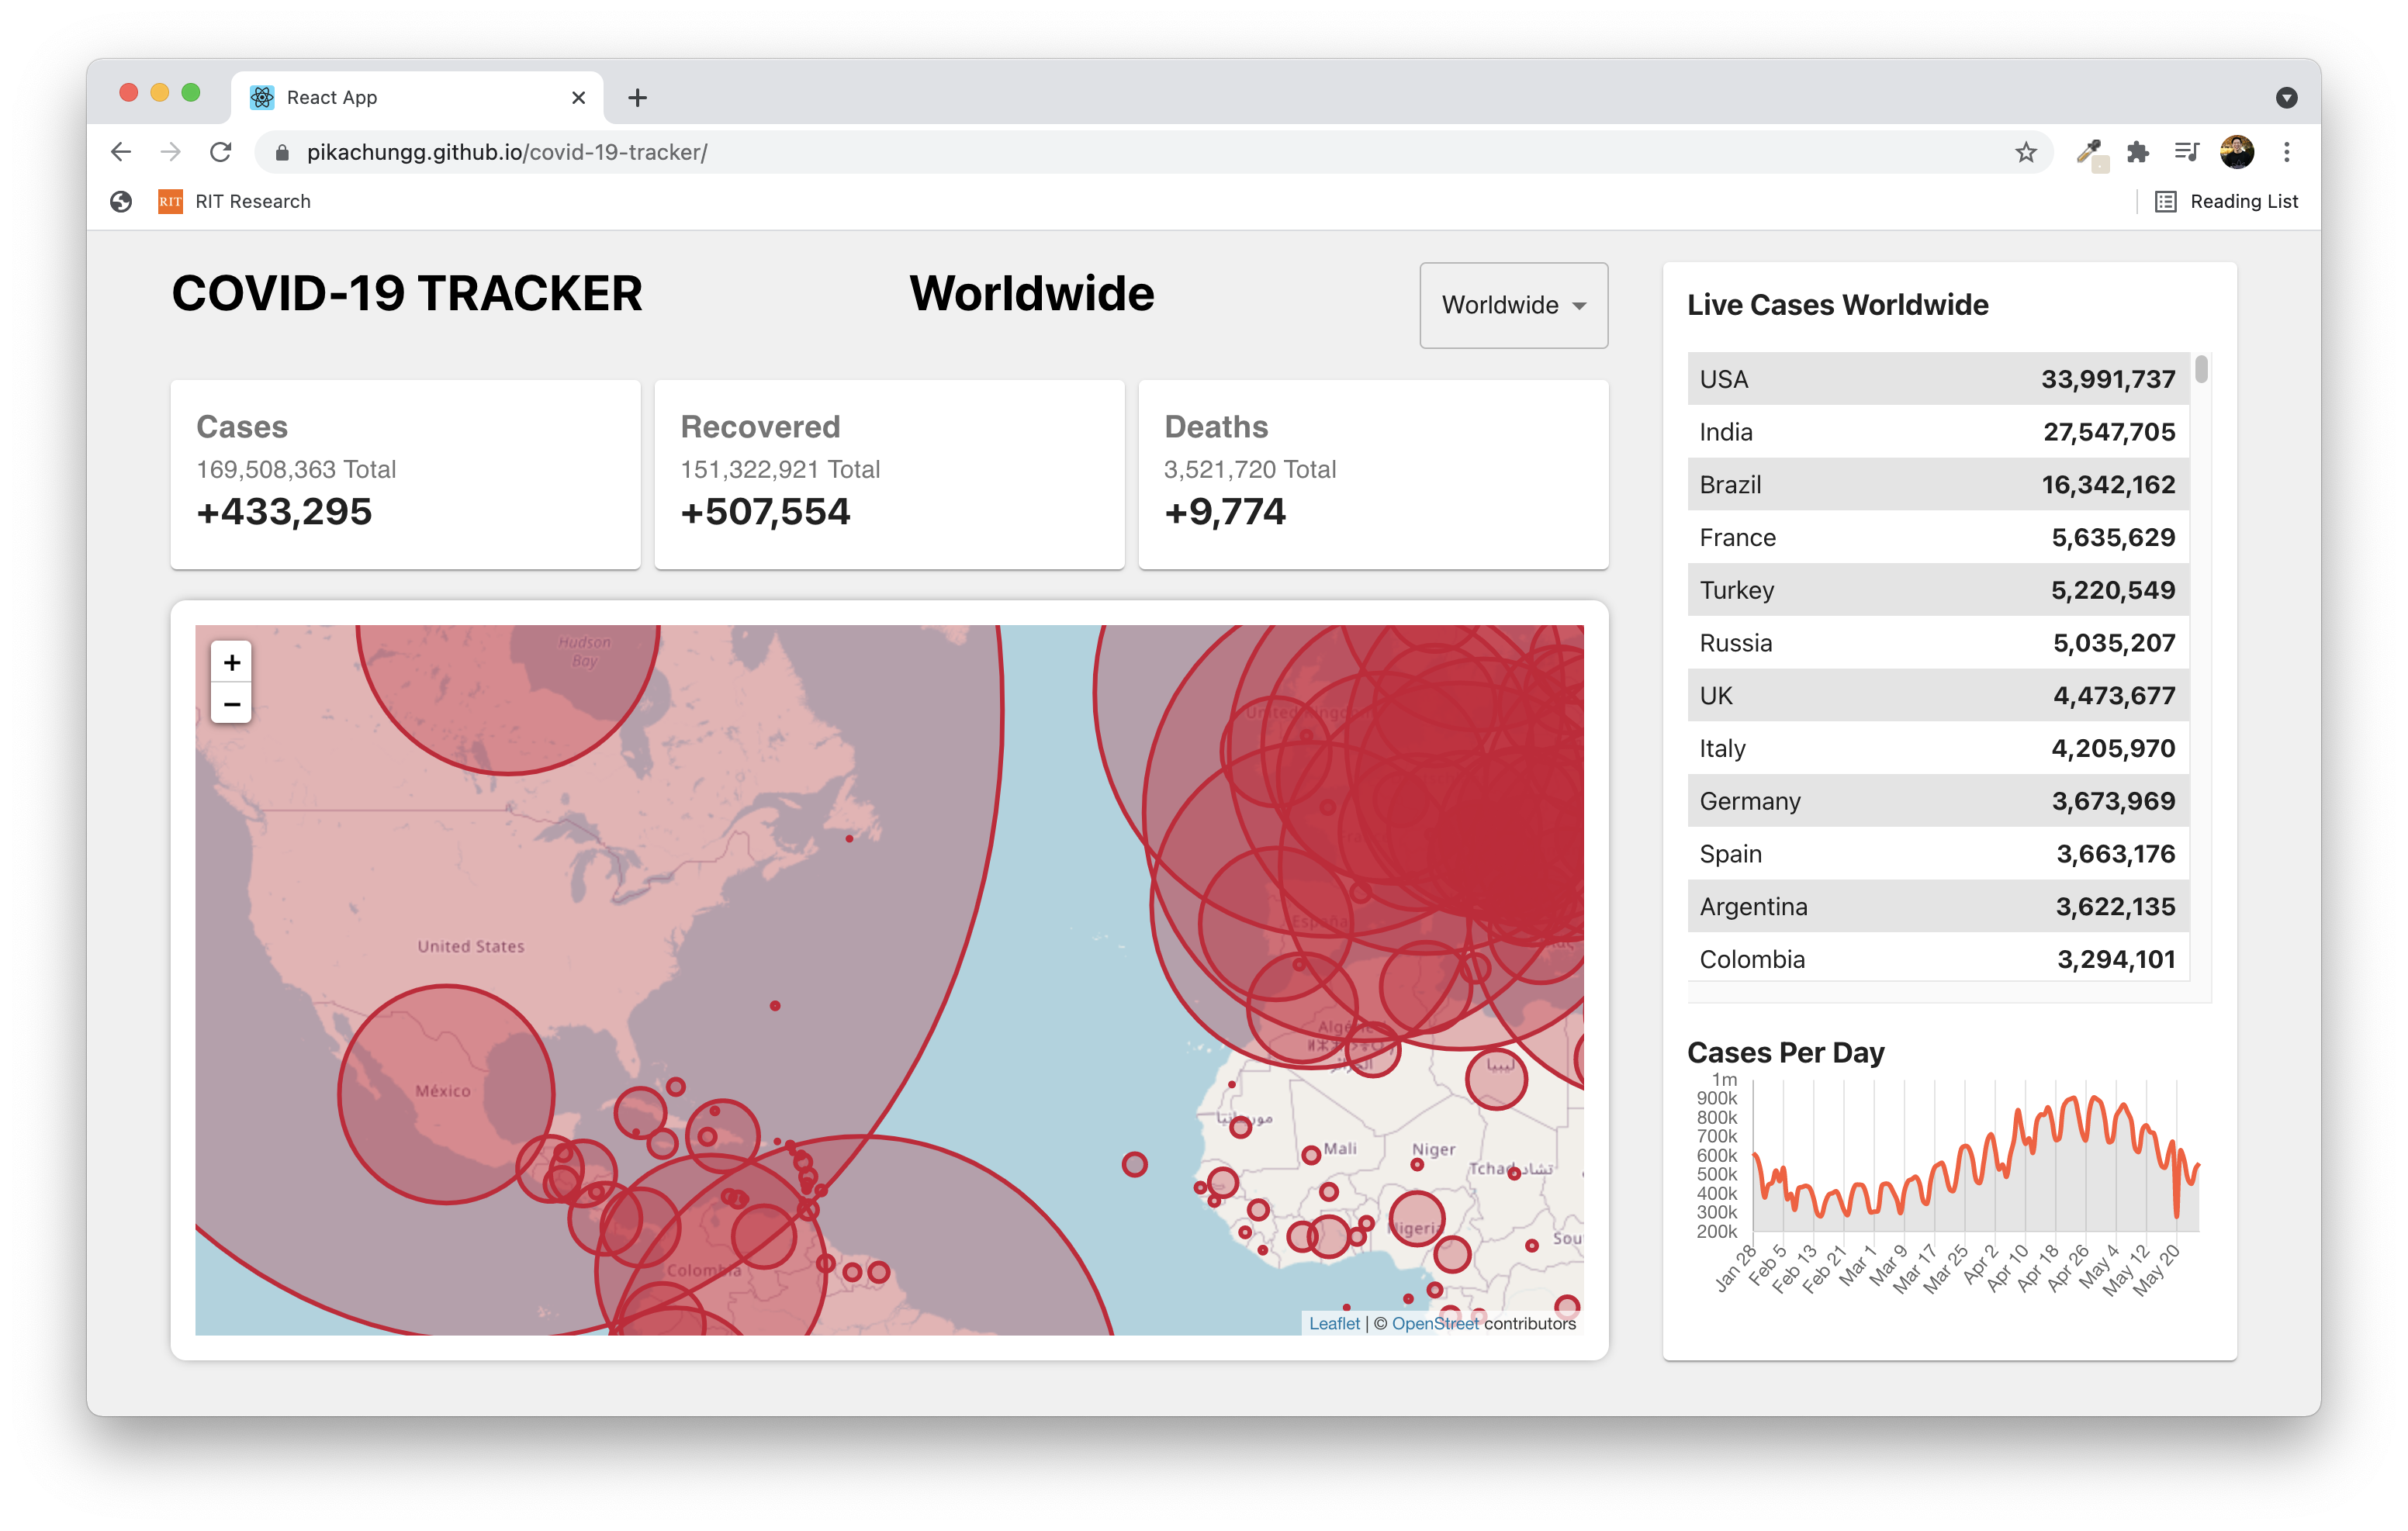 React App
pikachungg.github.io/covid-19-tracker/
RIT
RIT Research
Reading List
COVID-19 TRACKER
Worldwide
Worldwide
Cases
169,508,363 Total
+433,295
Recovered
151,322,921 Total
+507,554
Deaths
3,521,720 Total
+9,774
+
−
Hudson
Bay
United States
México
Colombia
United Kingdom
España
ليبيا
موريتانيا
Mali
Niger
Tchad تشاد
Nigeria
Leaflet | © OpenStreet contributors
Live Cases Worldwide
USA 33,991,737
India 27,547,705
Brazil 16,342,162
France 5,635,629
Turkey 5,220,549
Russia 5,035,207
UK 4,473,677
Italy 4,205,970
Germany 3,673,969
Spain 3,663,176
Argentina 3,622,135
Colombia 3,294,101
Cases Per Day
1m
900k
800k
700k
600k
500k
400k
300k
200k
Jan 28
Feb 5
Feb 13
Feb 21
Mar 1
Mar 9
Mar 17
Mar 25
Apr 2
Apr 10
Apr 18
Apr 26
May 4
May 12
May 20